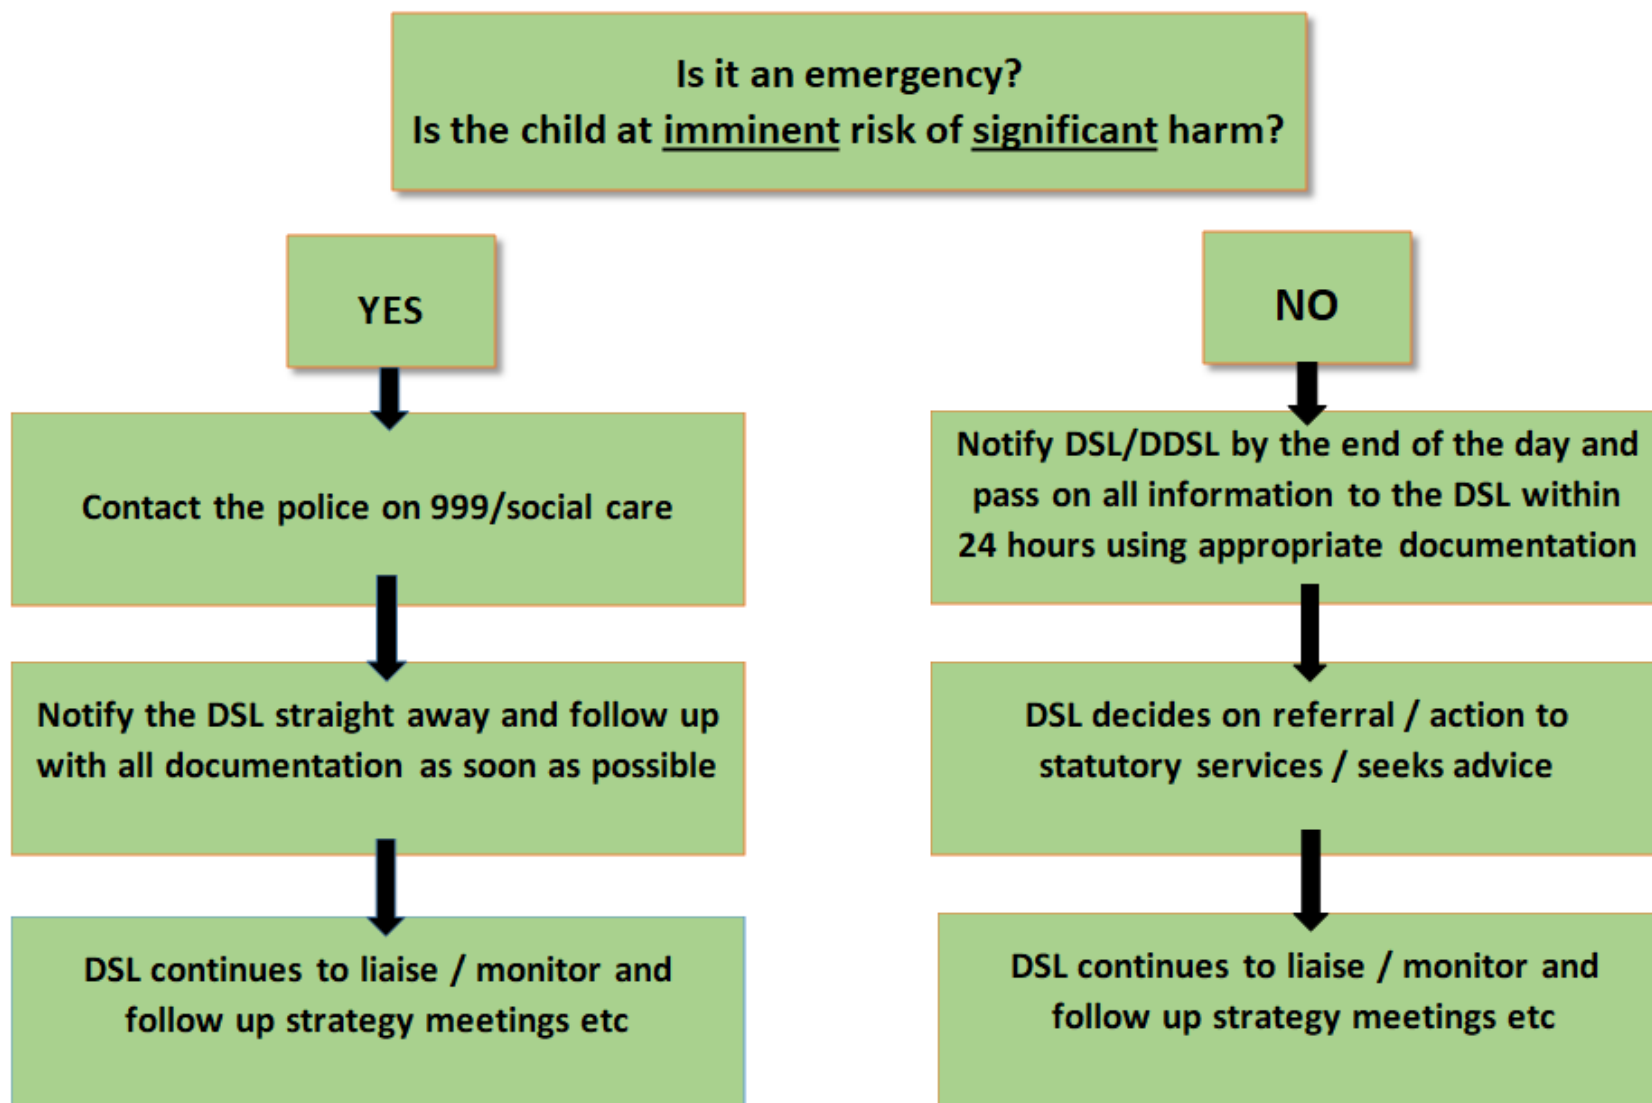 Is it an emergency?
Is the child at imminent risk of significant harm?
YES
Contact the police on 999/social care
Notify the DSL straight away and follow up
with all documentation as soon as possible
DSL continues to liaise / monitor and
follow up strategy meetings etc
NO
Notify DSL/DDSL by the end of the day and
pass on all information to the DSL within
24 hours using appropriate documentation
DSL decides on referral / action to
statutory services / seeks advice
DSL continues to liaise / monitor and
follow up strategy meetings etc